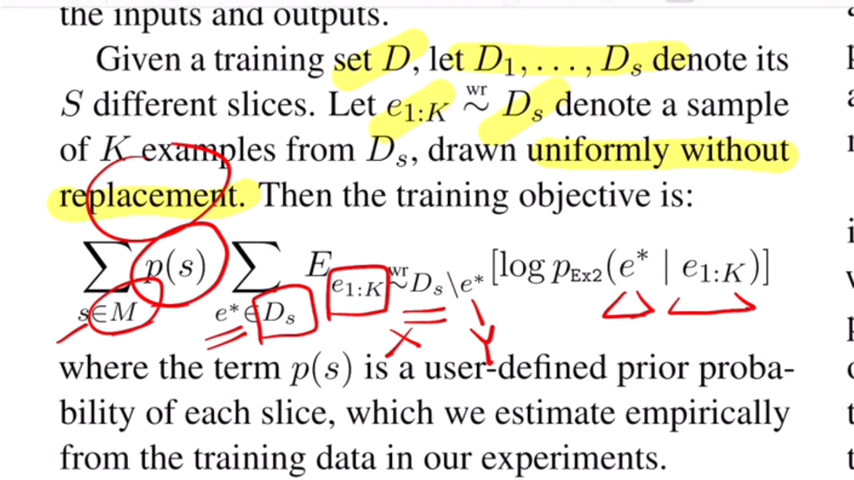 the inputs and outputs.
Given a training set D, let D₁, . . . , Dₛ denote its
S different slices. Let e₁:K ~ʷʳ Dₛ denote a sample
of K examples from Dₛ, drawn uniformly without
replacement. Then the training objective is:
∑_{s∈M} p(s) ∑_{e*∈Dₛ} E_{e₁:K ~ʷʳ Dₛ\e*} [log p_{Ex2}(e* | e₁:K)]
X Y
where the term p(s) is a user-defined prior proba-
bility of each slice, which we estimate empirically
from the training data in our experiments.